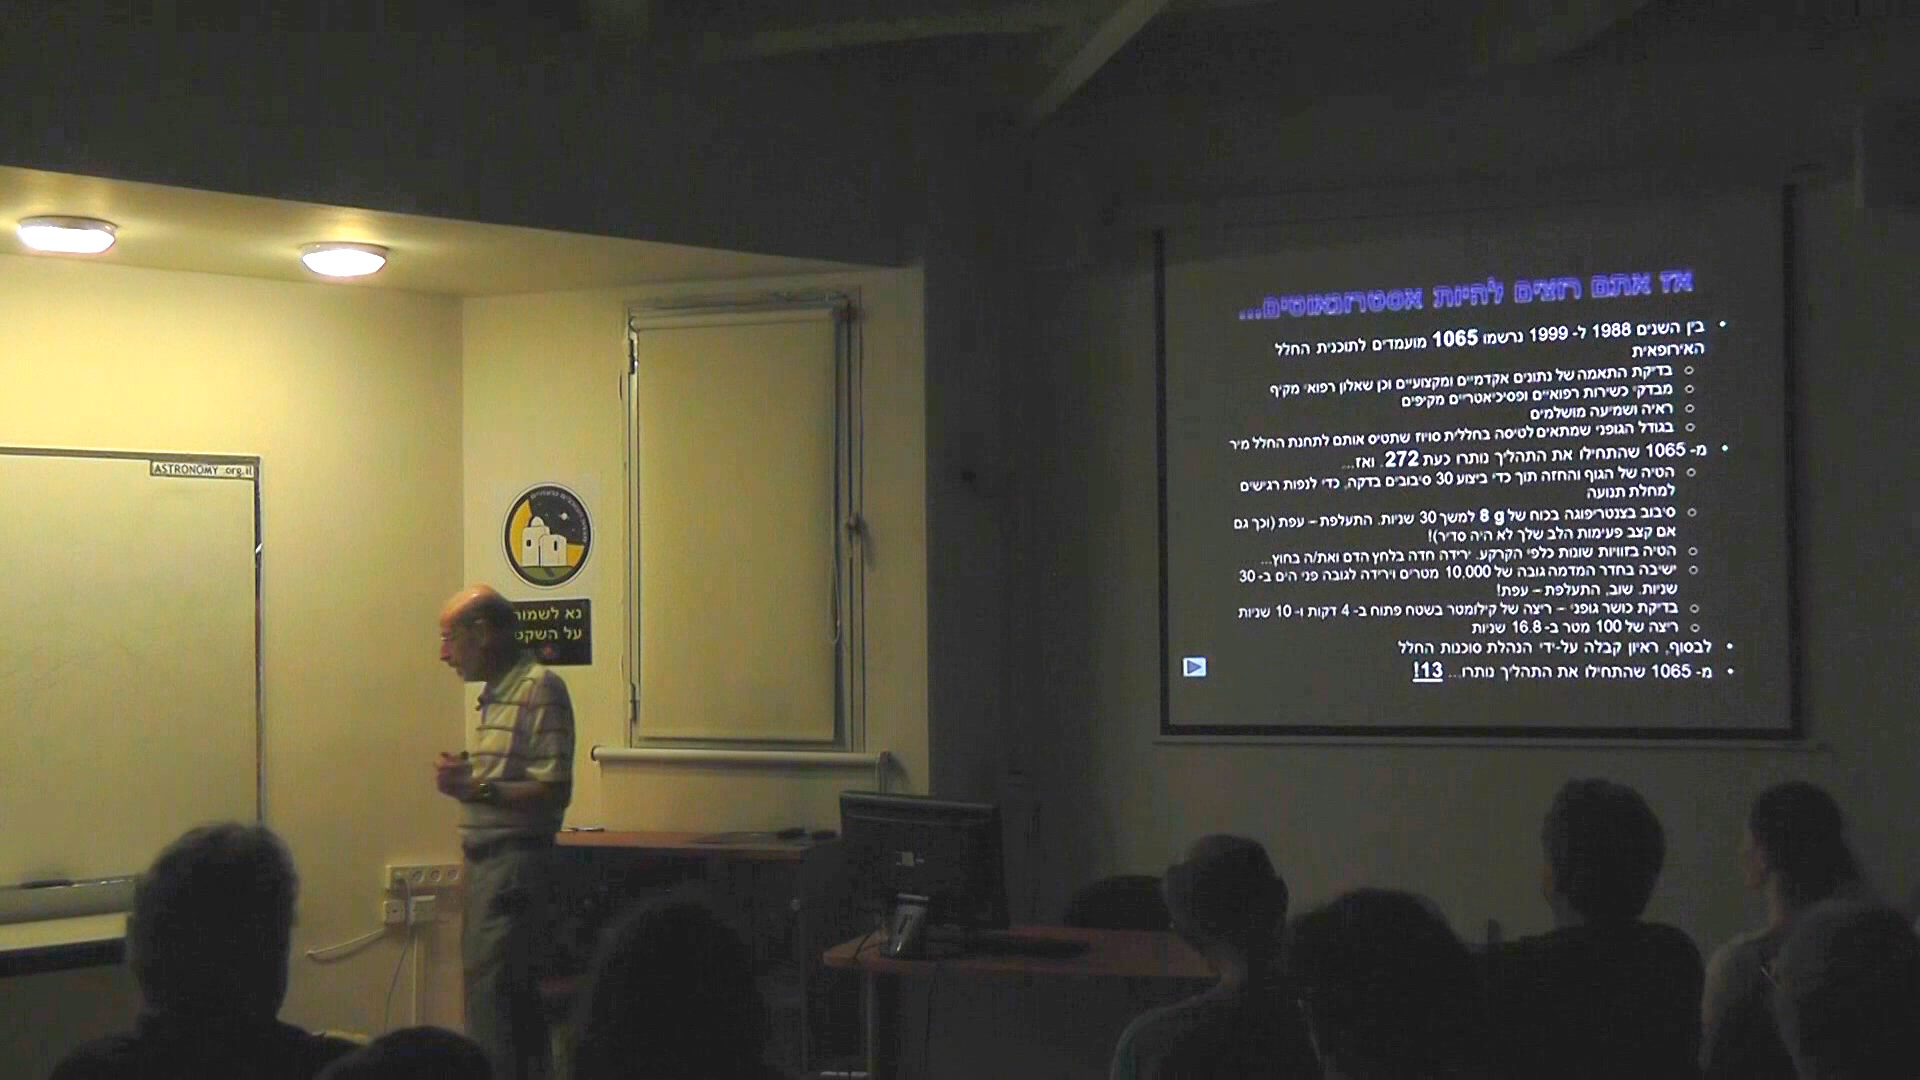 אז אתם רוצים להיות אסטרונאוטים...
• בין השנים 1988 ל- 1999 נרשמו 1065 מועמדים לתוכנית החלל
האירופאית
○ בדיקת התאמה של נתונים אקדמיים ומקצועיים וכן שאלון רפואי מקיף
○ מבדקי כשירות רפואיים ופסיכיאטריים מקיפים
○ ראיה ושמיעה מושלמים
○ בגודל הגופני שמתאים לטיסה בחללית סויוז שתטיס אותם לתחנת החלל מיר
• מ- 1065 שהתחילו את התהליך נותרו כעת 272. ואז...
○ הטיה של הגוף והחזה תוך כדי ביצוע 30 סיבובים בדקה, כדי לנפות רגישים
למחלת תנועה
○ סיבוב בצנטריפוגה בכוח של 8 g למשך 30 שניות. התעלפת – עפת (וכך גם
אם קצב פעימות הלב שלך לא היה סדיר)!
○ הטיה בזוויות שונות כלפי הקרקע. ירידה חדה בלחץ הדם ואת/ה בחוץ...
○ ישיבה בחדר המדמה גובה של 10,000 מטרים וירידה לגובה פני הים ב- 30
שניות. שוב, התעלפת – עפת!
○ בדיקת כושר גופני – ריצה של קילומטר בשטח פתוח ב- 4 דקות ו- 10 שניות
○ ריצה של 100 מטר ב- 16.8 שניות
• לבסוף, ראיון קבלה על-ידי הנהלת סוכנות החלל
• מ- 1065 שהתחילו את התהליך נותרו... 13!
ASTRONOMY.org.il
נא לשמור
על השקט